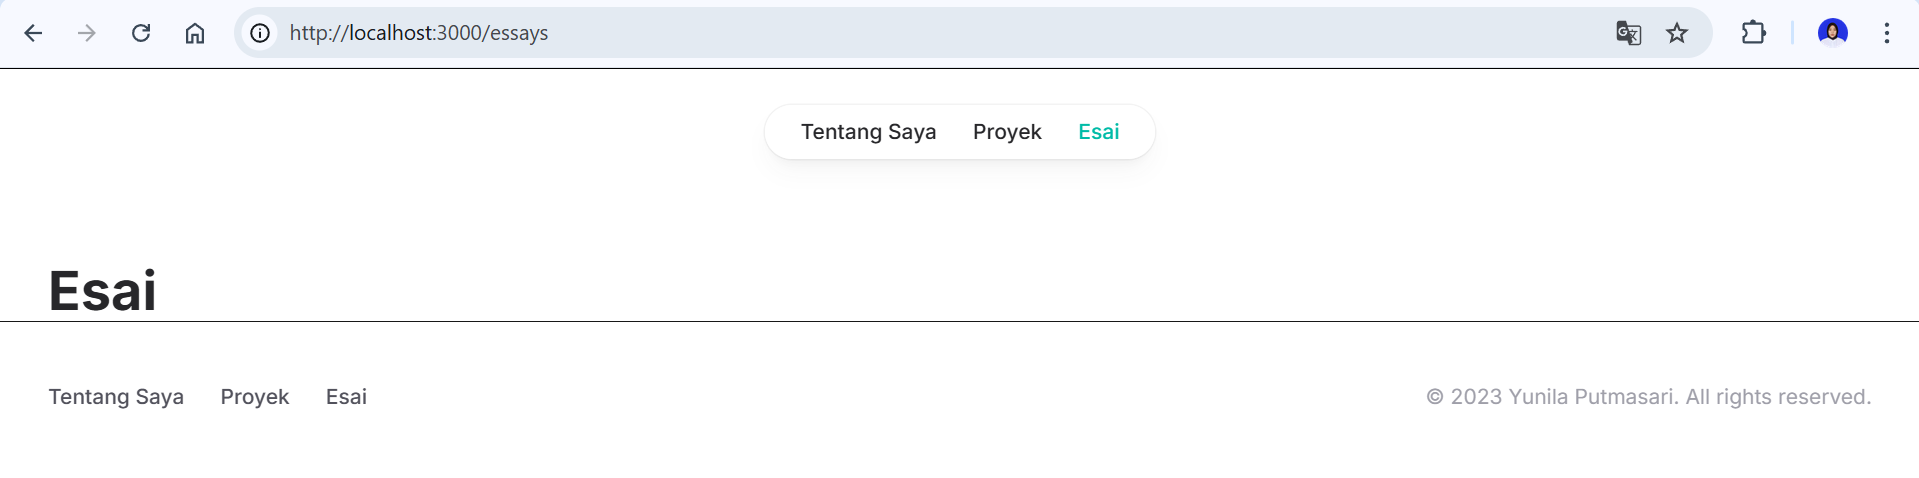 http://localhost:3000/essays
Tentang Saya Proyek Esai
Esai
Tentang Saya Proyek Esai
© 2023 Yunila Putmasari. All rights reserved.